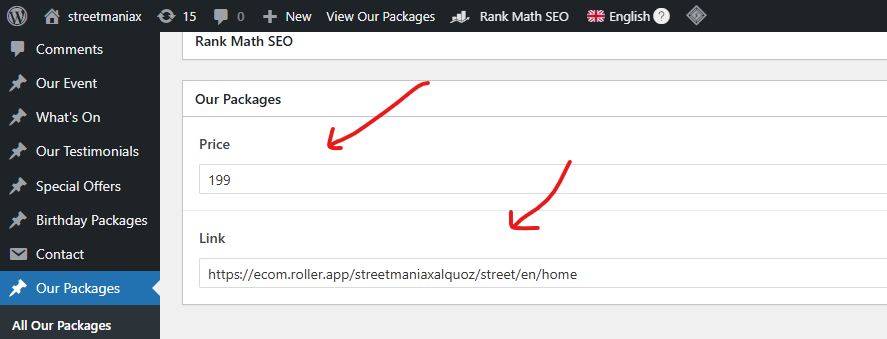 streetmaniax 15 0 New View Our Packages Rank Math SEO English ?
Comments
Our Event
What's On
Our Testimonials
Special Offers
Birthday Packages
Contact
Our Packages
All Our Packages
Rank Math SEO
Our Packages
Price
199
Link
https://ecom.roller.app/streetmaniaxalquoz/street/en/home